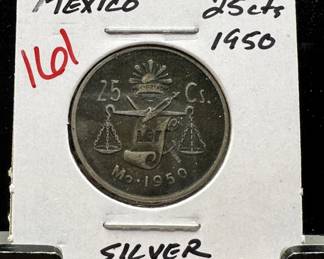 MEXICO 25cts
1950
161
25 Cs.
Mo·1950
SILVER